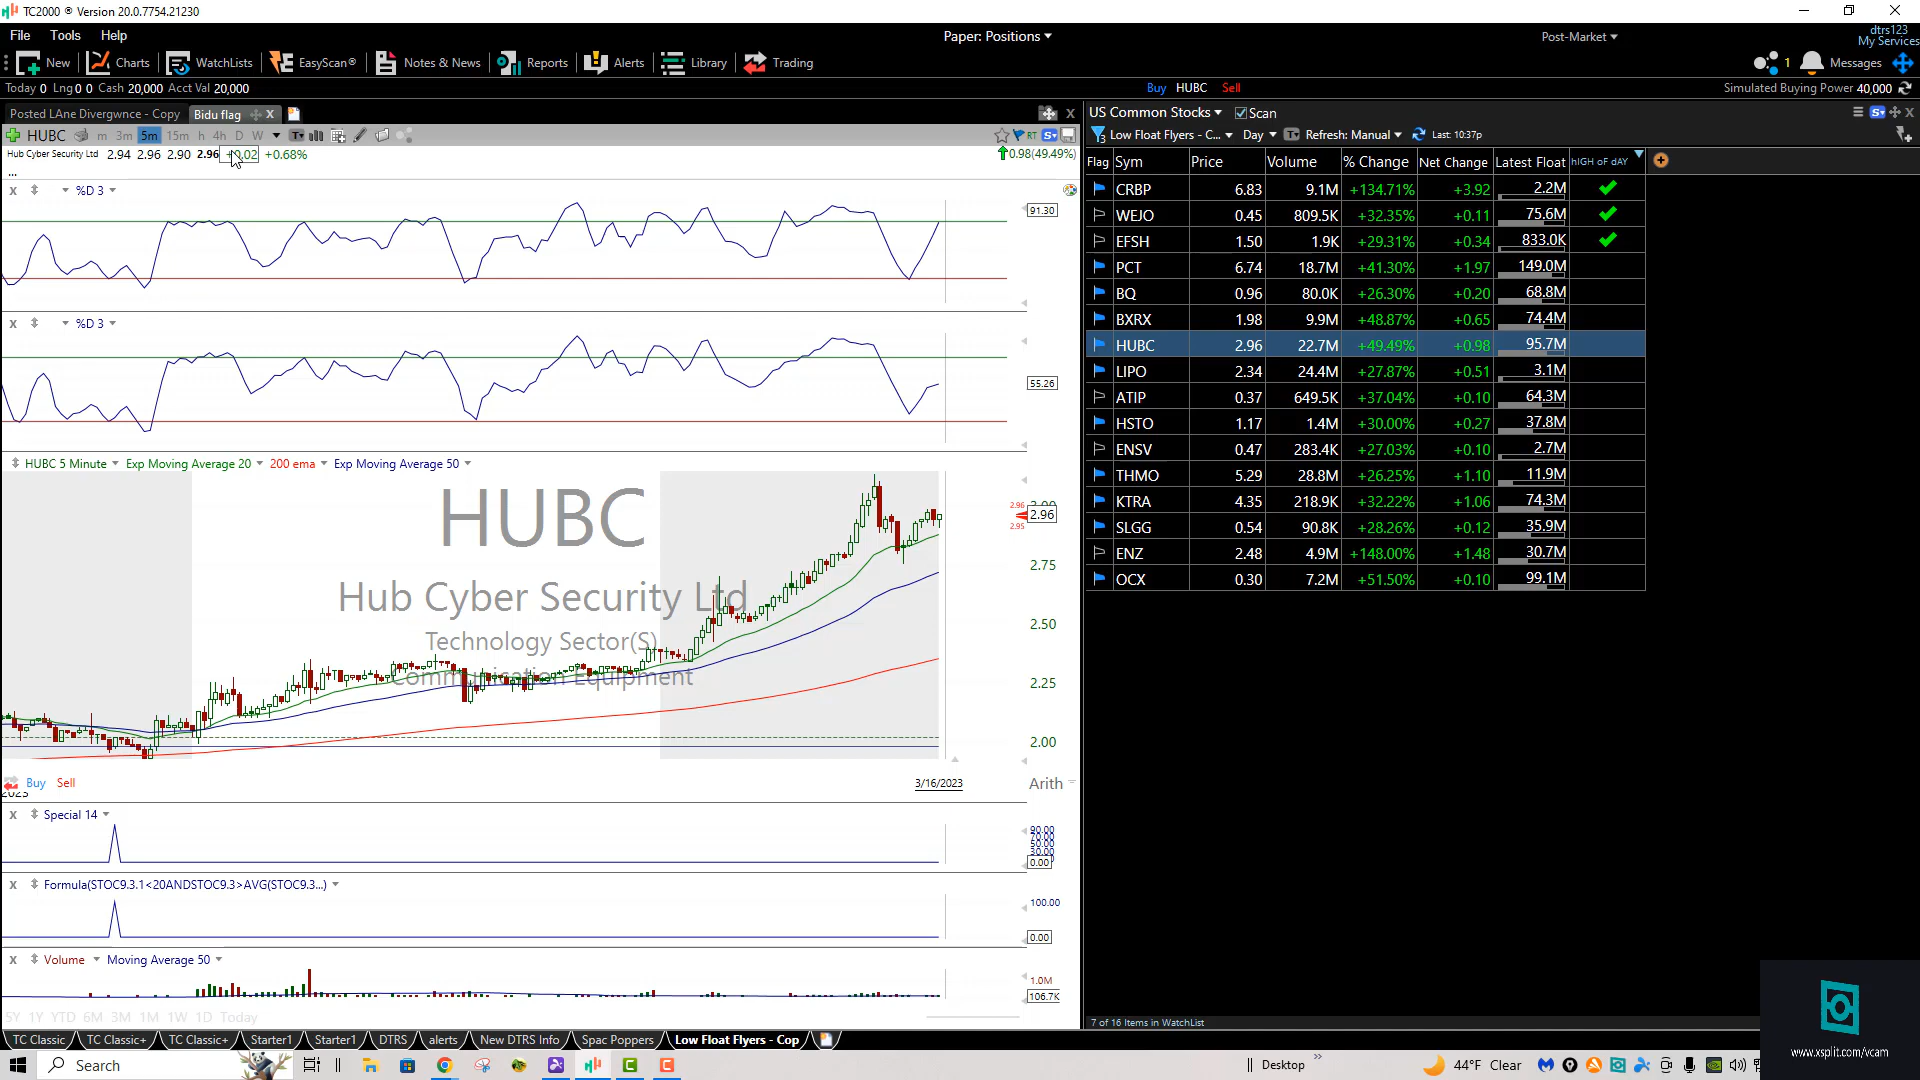 TC2000 ® Version 20.0.7754.21230
File Tools Help
Paper: Positions
Post-Market
dtrs123
My Services
New Charts WatchLists EasyScan® Notes & News Reports Alerts Library Trading
1 Messages
Today 0 Lng 0 0 Cash 20,000 Acct Val 20,000
Buy HUBC Sell
Simulated Buying Power 40,000
Posted LAne Divergwnce - Copy Bidu flag X
HUBC m 3m 5m 15m h 4h D W
RT
Hub Cyber Security Ltd 2.94 2.96 2.90 2.96 +0.02 +0.68%
0.98(49.49%)
...
X %D 3
91.30
X %D 3
55.26
HUBC 5 Minute Exp Moving Average 20 200 ema Exp Moving Average 50
HUBC
Hub Cyber Security Ltd
Technology Sector(S)
Communication Equipment
2.96
2.96
2.95
2.75
2.50
2.25
2.00
Buy Sell
2023
3/16/2023
Arith
X Special 14
90.00
70.00
50.00
30.00
0.00
X Formula(STOC9.3.1<20ANDSTOC9.3>AVG(STOC9.3...)
100.00
0.00
X Volume Moving Average 50
1.0M
106.7K
5Y 1Y YTD 6M 3M 1M 1W 1D Today
US Common Stocks Scan
Low Float Flyers - C... Day Refresh: Manual Last: 10:37p
Flag Sym Price Volume % Change Net Change Latest Float hIGH OF dAY
CRBP 6.83 9.1M +134.71% +3.92 2.2M
WEJO 0.45 809.5K +32.35% +0.11 75.6M
EFSH 1.50 1.9K +29.31% +0.34 833.0K
PCT 6.74 18.7M +41.30% +1.97 149.0M
BQ 0.96 80.0K +26.30% +0.20 68.8M
BXRX 1.98 9.9M +48.87% +0.65 74.4M
HUBC 2.96 22.7M +49.49% +0.98 95.7M
LIPO 2.34 24.4M +27.87% +0.51 3.1M
ATIP 0.37 649.5K +37.04% +0.10 64.3M
HSTO 1.17 1.4M +30.00% +0.27 37.8M
ENSV 0.47 283.4K +27.03% +0.10 2.7M
THMO 5.29 28.8M +26.25% +1.10 11.9M
KTRA 4.35 218.9K +32.22% +1.06 74.3M
SLGG 0.54 90.8K +28.26% +0.12 35.9M
ENZ 2.48 4.9M +148.00% +1.48 30.7M
OCX 0.30 7.2M +51.50% +0.10 99.1M
7 of 16 Items in WatchList
TC Classic TC Classic+ TC Classic+ Starter1 Starter1 DTRS alerts New DTRS Info Spac Poppers Low Float Flyers - Cop
Search
Desktop
44°F Clear
www.xsplit.com/vcam